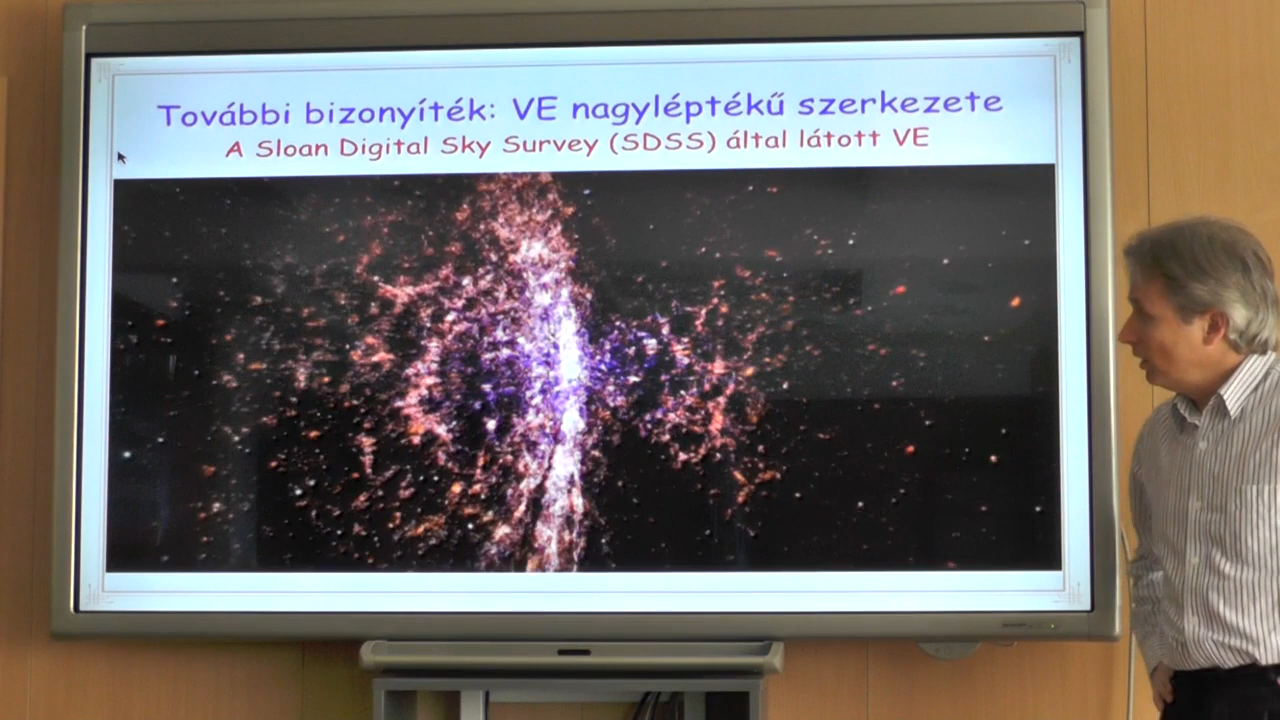 További bizonyíték: VE nagyléptékű szerkezete
A Sloan Digital Sky Survey (SDSS) által látott VE